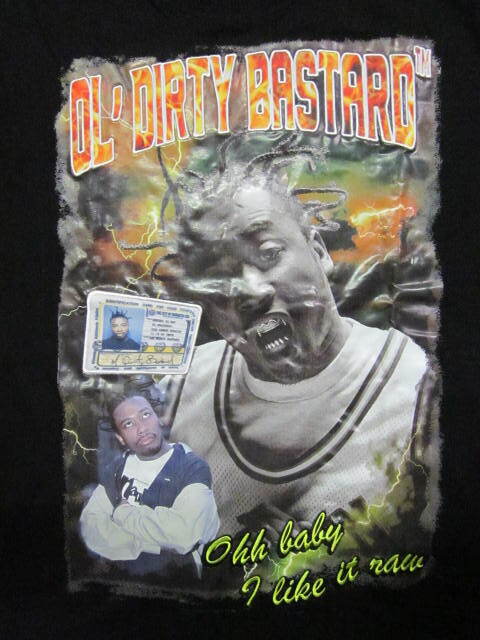 OL' DIRTY BASTARD™
Ohh baby
I like it raw